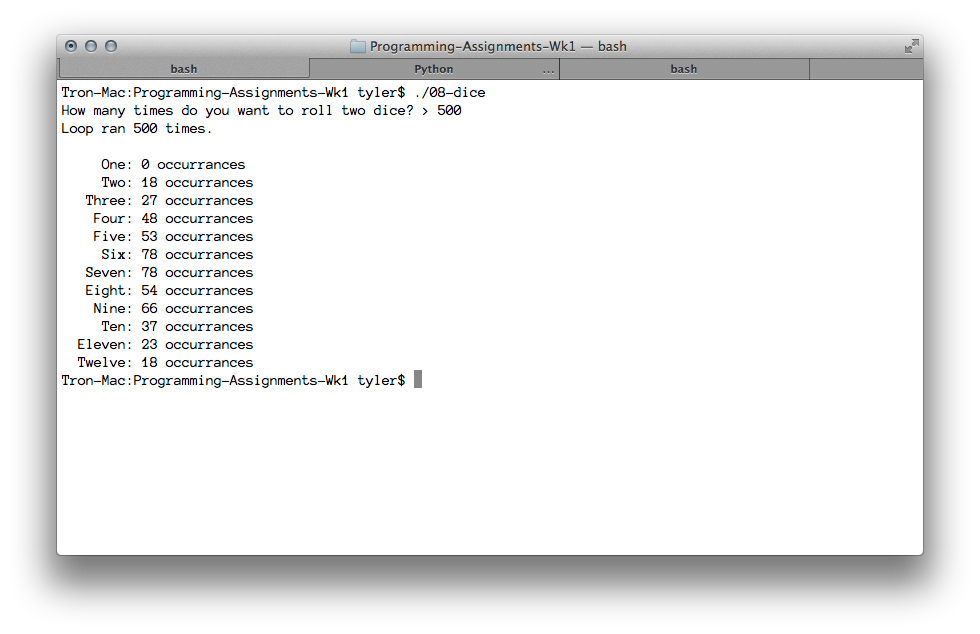 Programming-Assignments-Wk1 — bash
bash Python ... bash
Tron-Mac:Programming-Assignments-Wk1 tyler$ ./08-dice
How many times do you want to roll two dice? > 500
Loop ran 500 times.
One: 0 occurrances
Two: 18 occurrances
Three: 27 occurrances
Four: 48 occurrances
Five: 53 occurrances
Six: 78 occurrances
Seven: 78 occurrances
Eight: 54 occurrances
Nine: 66 occurrances
Ten: 37 occurrances
Eleven: 23 occurrances
Twelve: 18 occurrances
Tron-Mac:Programming-Assignments-Wk1 tyler$